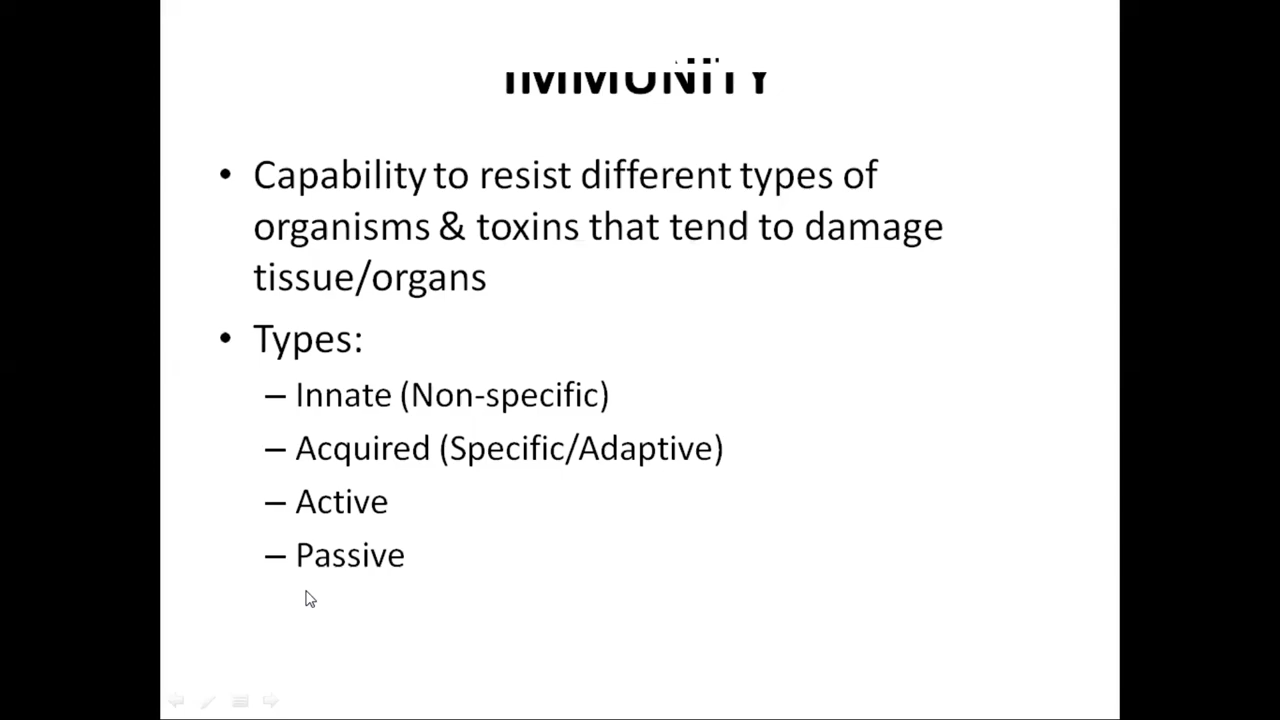 IMMUNITY
• Capability to resist different types of
organisms & toxins that tend to damage
tissue/organs
• Types:
– Innate (Non-specific)
– Acquired (Specific/Adaptive)
– Active
– Passive